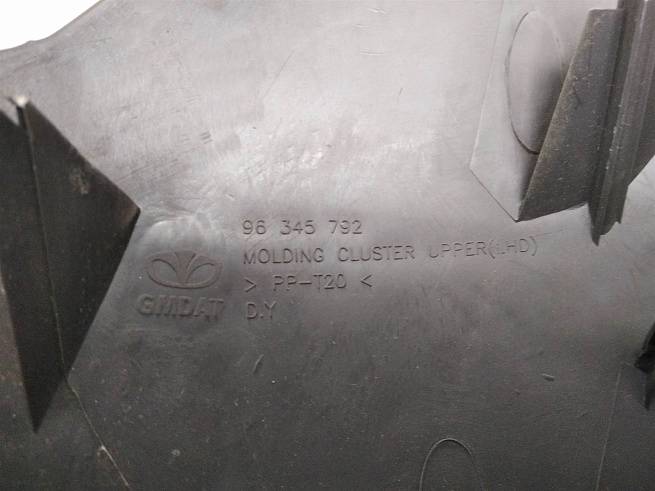 96 345 792
MOLDING CLUSTER UPPER(LHD)
> PP-T20 <
GMDAT D.Y